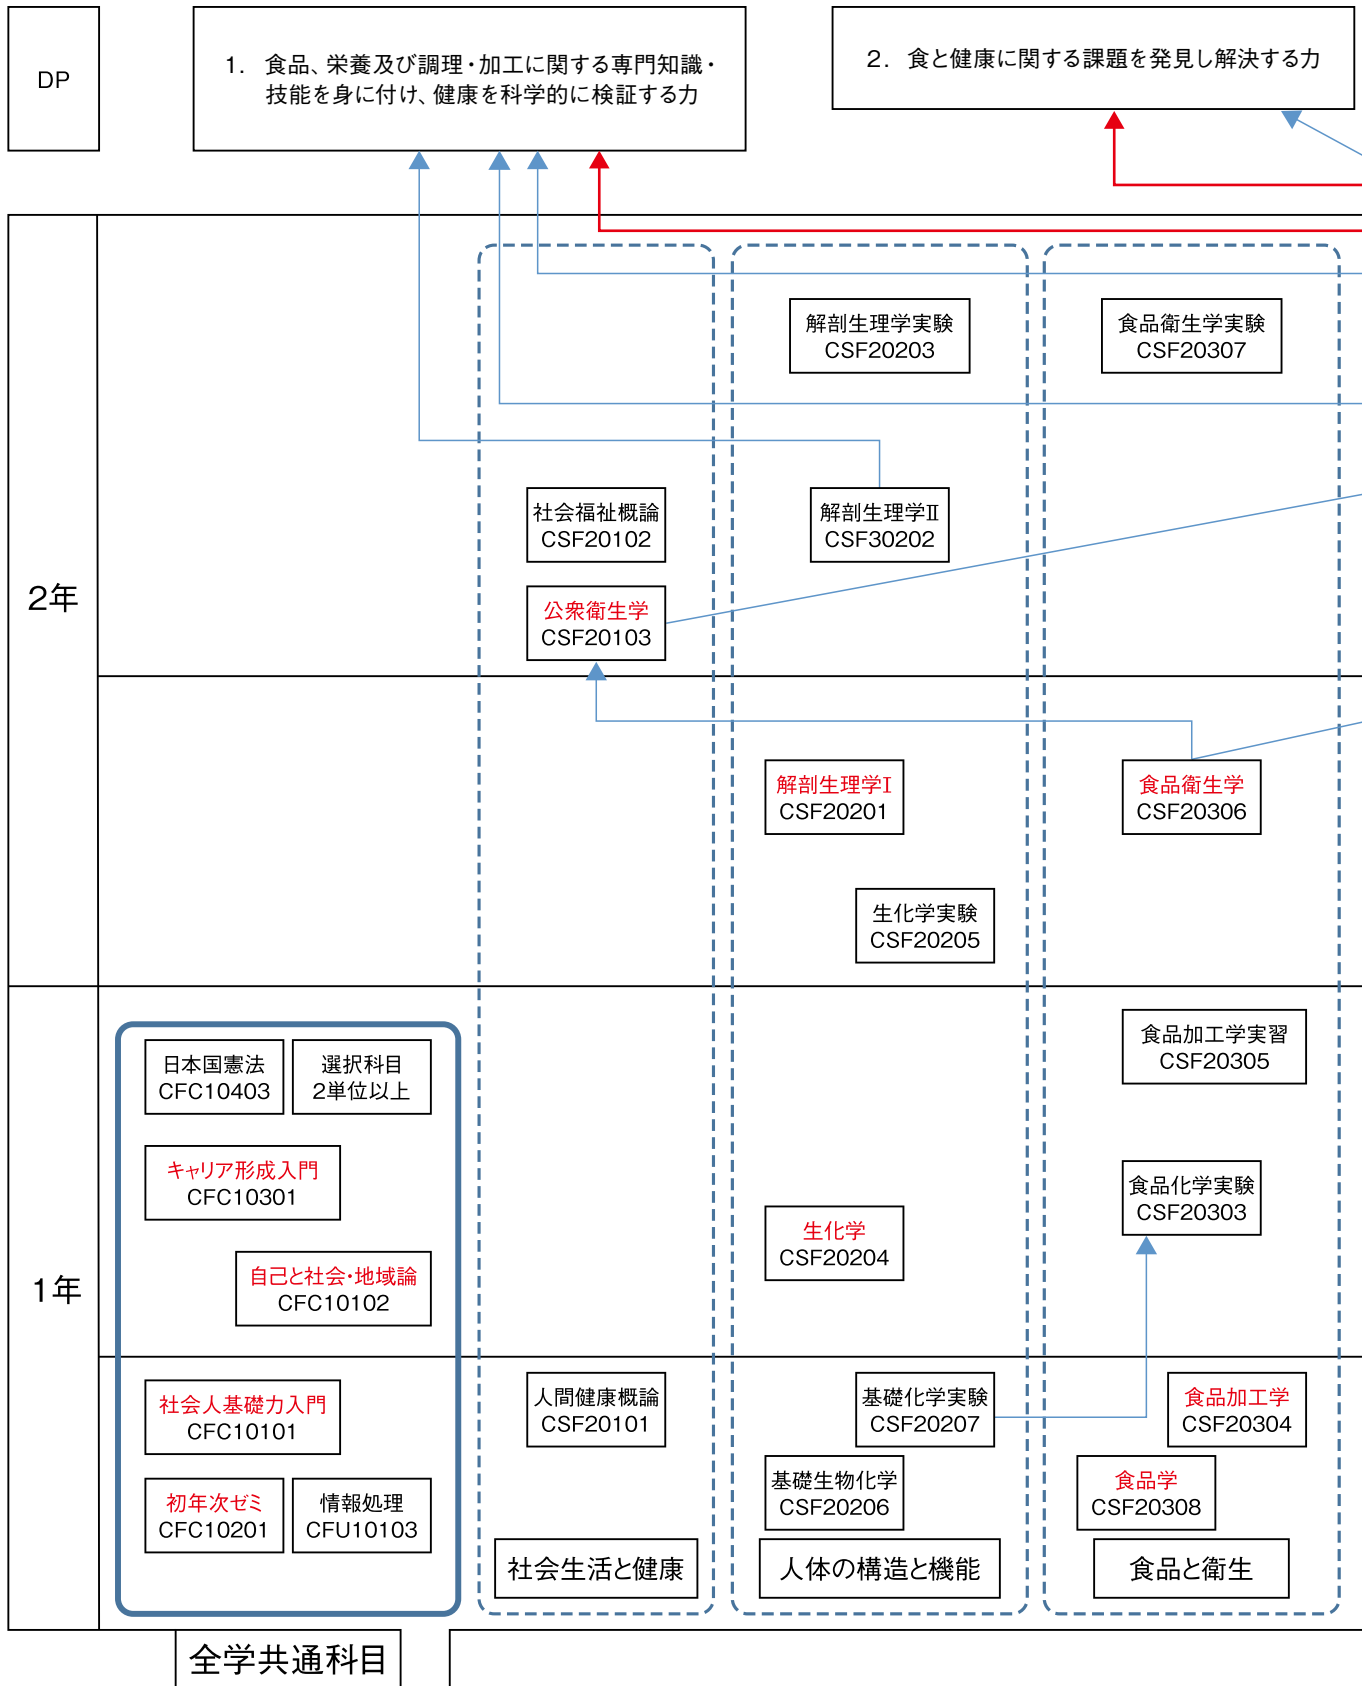 DP
1. 食品、栄養及び調理・加工に関する専門知識・
技能を身に付け、健康を科学的に検証する力
2. 食と健康に関する課題を発見し解決する力
2年
解剖生理学実験
CSF20203
食品衛生学実験
CSF20307
社会福祉概論
CSF20102
解剖生理学Ⅱ
CSF30202
公衆衛生学
CSF20103
解剖生理学Ⅰ
CSF20201
食品衛生学
CSF20306
生化学実験
CSF20205
1年
日本国憲法
CFC10403
選択科目
2単位以上
食品加工学実習
CSF20305
キャリア形成入門
CFC10301
食品化学実験
CSF20303
生化学
CSF20204
自己と社会・地域論
CFC10102
社会人基礎力入門
CFC10101
人間健康概論
CSF20101
基礎化学実験
CSF20207
食品加工学
CSF20304
初年次ゼミ
CFC10201
情報処理
CFU10103
基礎生物化学
CSF20206
食品学
CSF20308
社会生活と健康
人体の構造と機能
食品と衛生
全学共通科目